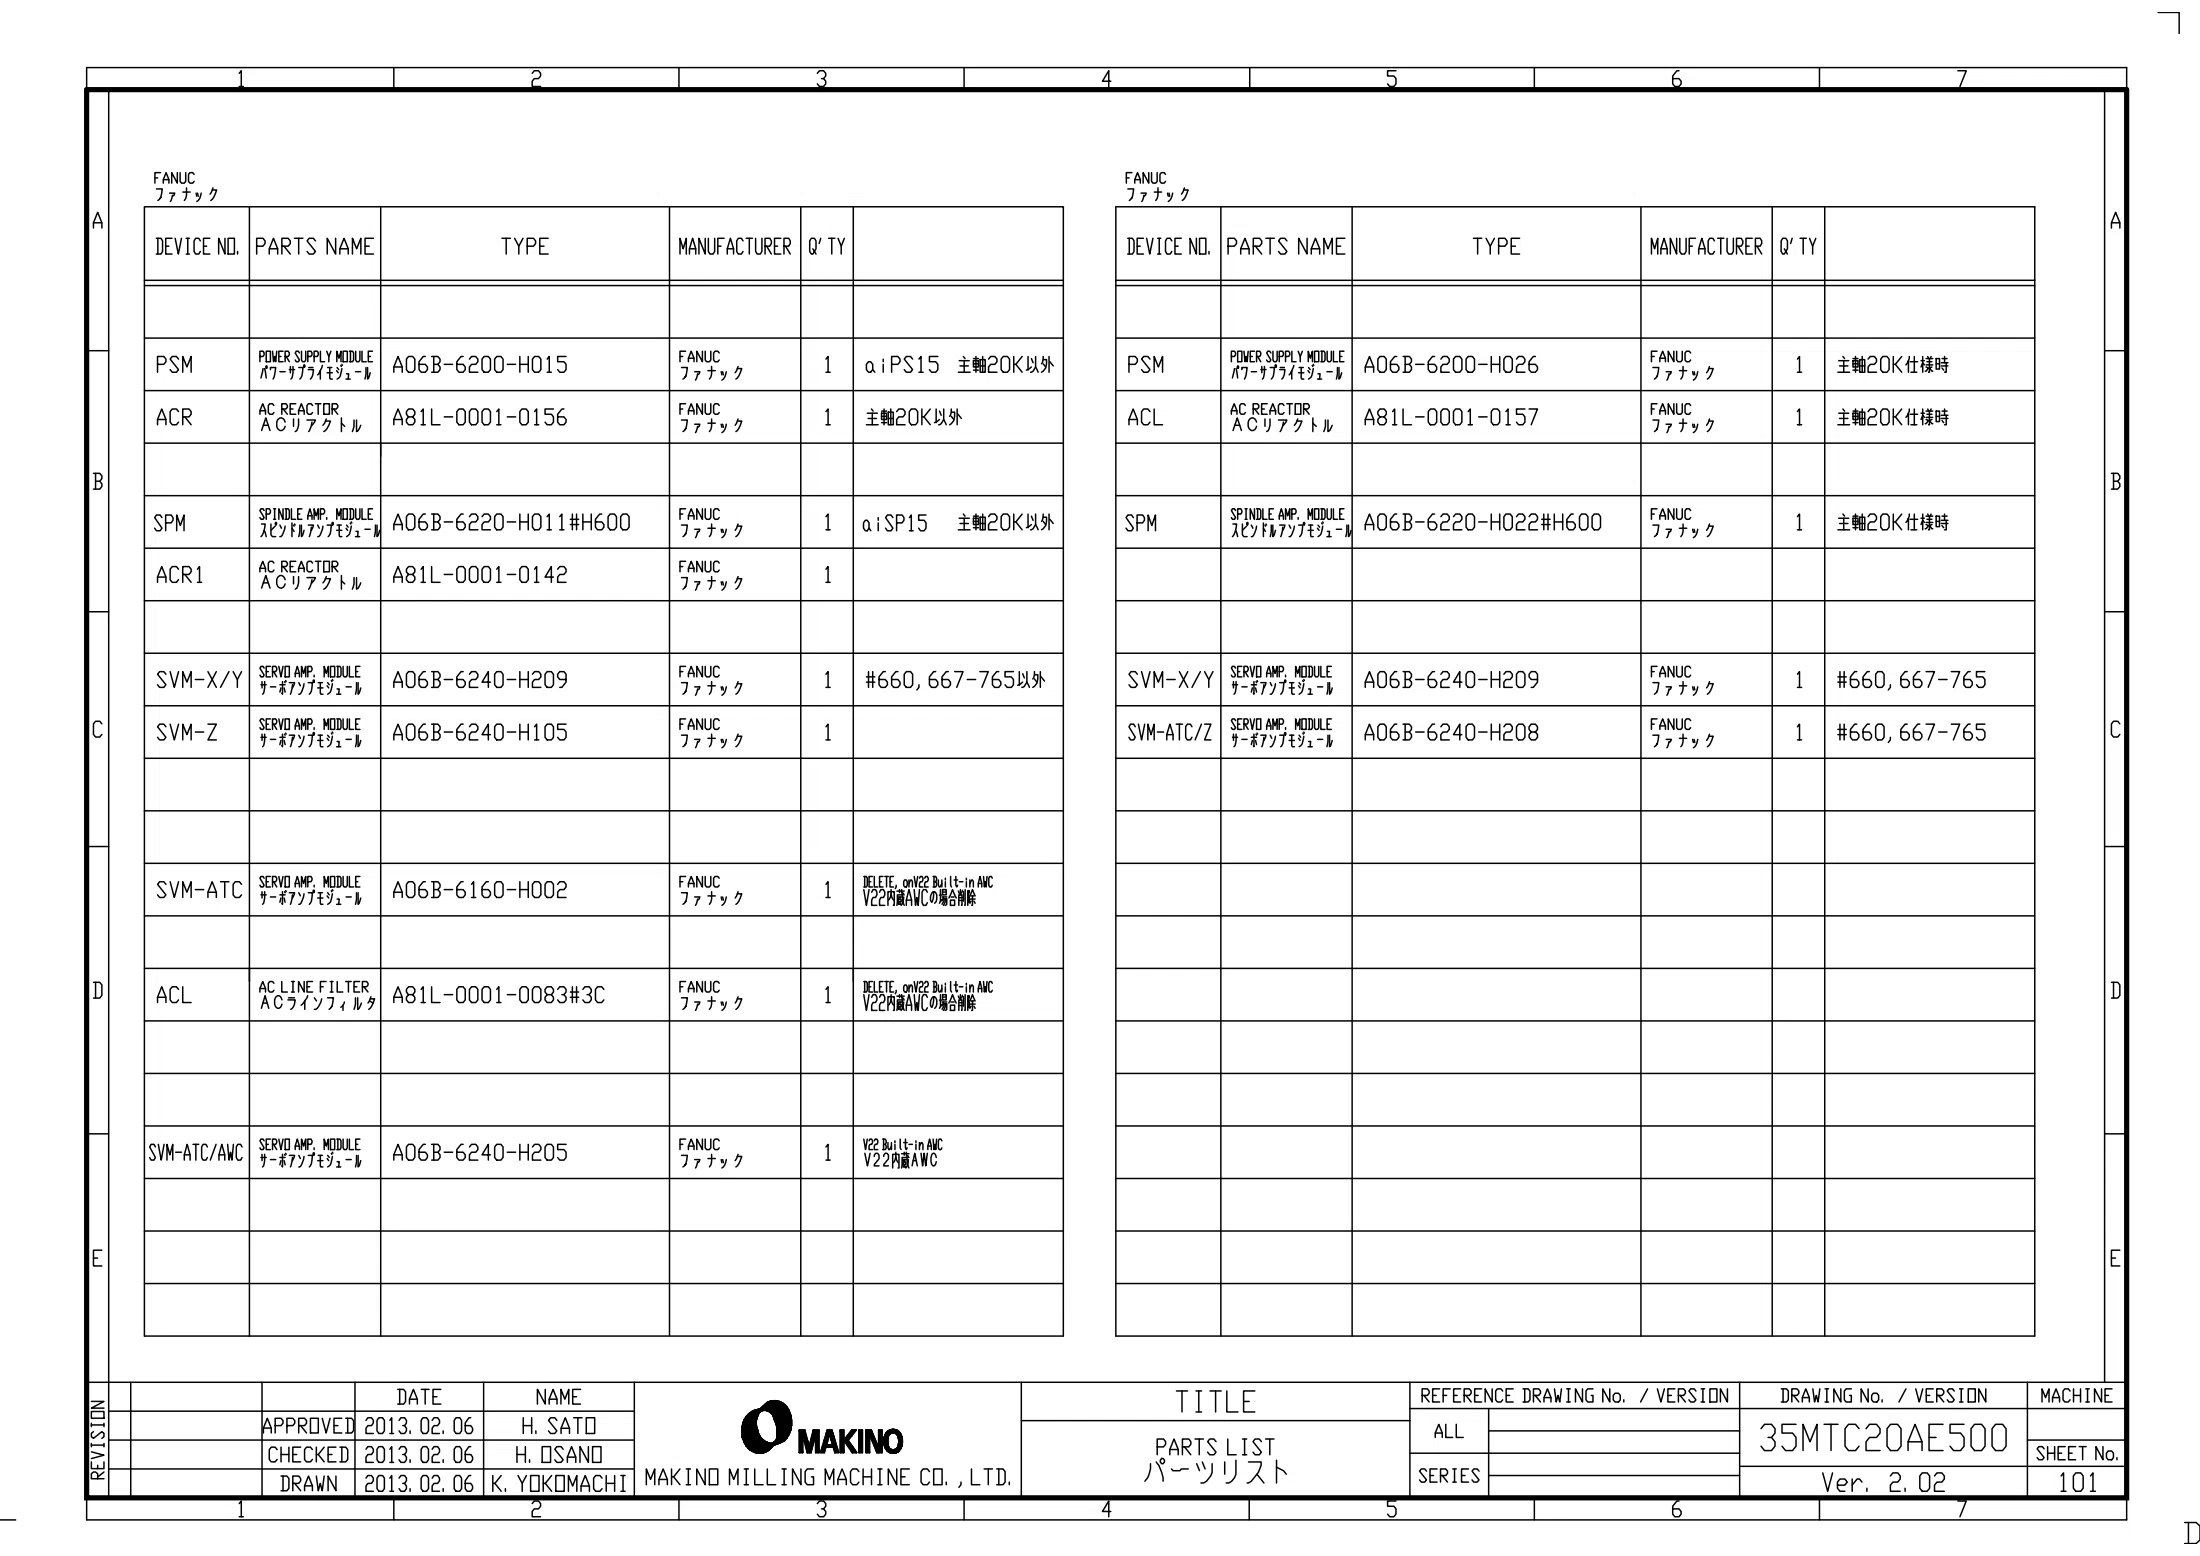 1 2 3 4 5 6 7
FANUC
ファナック
DEVICE NO. PARTS NAME TYPE MANUFACTURER Q'TY
PSM POWER SUPPLY MODULE パワーサプライモジュール A06B-6200-H015 FANUC ファナック 1 αiPS15 主軸20K以外
ACR AC REACTOR ACリアクトル A81L-0001-0156 FANUC ファナック 1 主軸20K以外
SPM SPINDLE AMP. MODULE スピンドルアンプモジュール A06B-6220-H011#H600 FANUC ファナック 1 αiSP15 主軸20K以外
ACR1 AC REACTOR ACリアクトル A81L-0001-0142 FANUC ファナック 1
SVM-X/Y SERVO AMP. MODULE サーボアンプモジュール A06B-6240-H209 FANUC ファナック 1 #660,667-765以外
SVM-Z SERVO AMP. MODULE サーボアンプモジュール A06B-6240-H105 FANUC ファナック 1
SVM-ATC SERVO AMP. MODULE サーボアンプモジュール A06B-6160-H002 FANUC ファナック 1 DELETE, onV22 Built-in AWC V22内蔵AWCの場合削除
ACL AC LINE FILTER ACラインフィルタ A81L-0001-0083#3C FANUC ファナック 1 DELETE, onV22 Built-in AWC V22内蔵AWCの場合削除
SVM-ATC/AWC SERVO AMP. MODULE サーボアンプモジュール A06B-6240-H205 FANUC ファナック 1 V22 Built-in AWC V22内蔵AWC
FANUC
ファナック
DEVICE NO. PARTS NAME TYPE MANUFACTURER Q'TY
PSM POWER SUPPLY MODULE パワーサプライモジュール A06B-6200-H026 FANUC ファナック 1 主軸20K仕様時
ACL AC REACTOR ACリアクトル A81L-0001-0157 FANUC ファナック 1 主軸20K仕様時
SPM SPINDLE AMP. MODULE スピンドルアンプモジュール A06B-6220-H022#H600 FANUC ファナック 1 主軸20K仕様時
SVM-X/Y SERVO AMP. MODULE サーボアンプモジュール A06B-6240-H209 FANUC ファナック 1 #660,667-765
SVM-ATC/Z SERVO AMP. MODULE サーボアンプモジュール A06B-6240-H208 FANUC ファナック 1 #660,667-765
A A
B B
C C
D D
E E
REVISION
DATE NAME
APPROVED 2013.02.06 H. SATO
CHECKED 2013.02.06 H. OSANO
DRAWN 2013.02.06 K. YOKOMACHI
MAKINO
MAKINO MILLING MACHINE CO.,LTD.
TITLE
PARTS LIST
パーツリスト
REFERENCE DRAWING No. / VERSION
ALL
SERIES
DRAWING No. / VERSION
35MTC20AE500
Ver. 2.02
MACHINE
SHEET No.
101
1 2 3 4 5 6 7
D